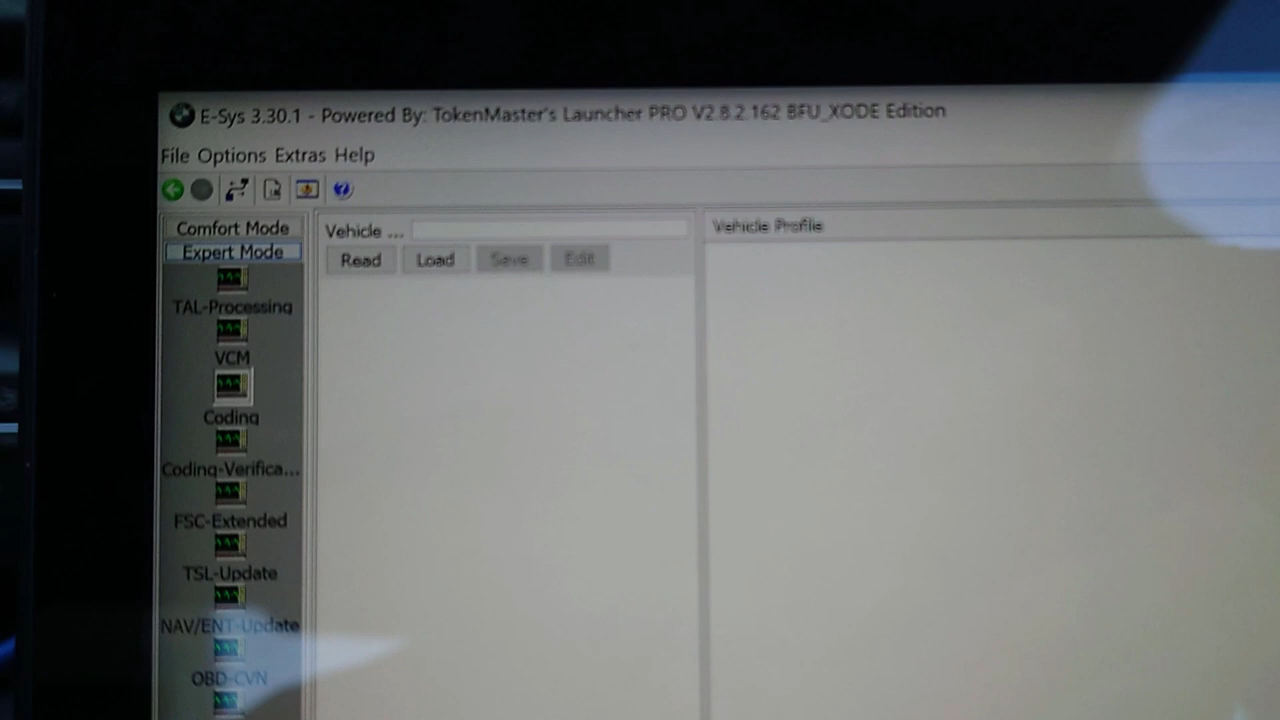 E-Sys 3.30.1 - Powered By: TokenMaster's Launcher PRO V2.8.2.162 BFU_XODE Edition
File Options Extras Help
Comfort Mode
Expert Mode
TAL-Processing
VCM
Coding
Coding-Verifica...
FSC-Extended
TSL-Update
NAV/ENT-Update
OBD-CVN
Vehicle ...
Read Load Save Edit
Vehicle Profile